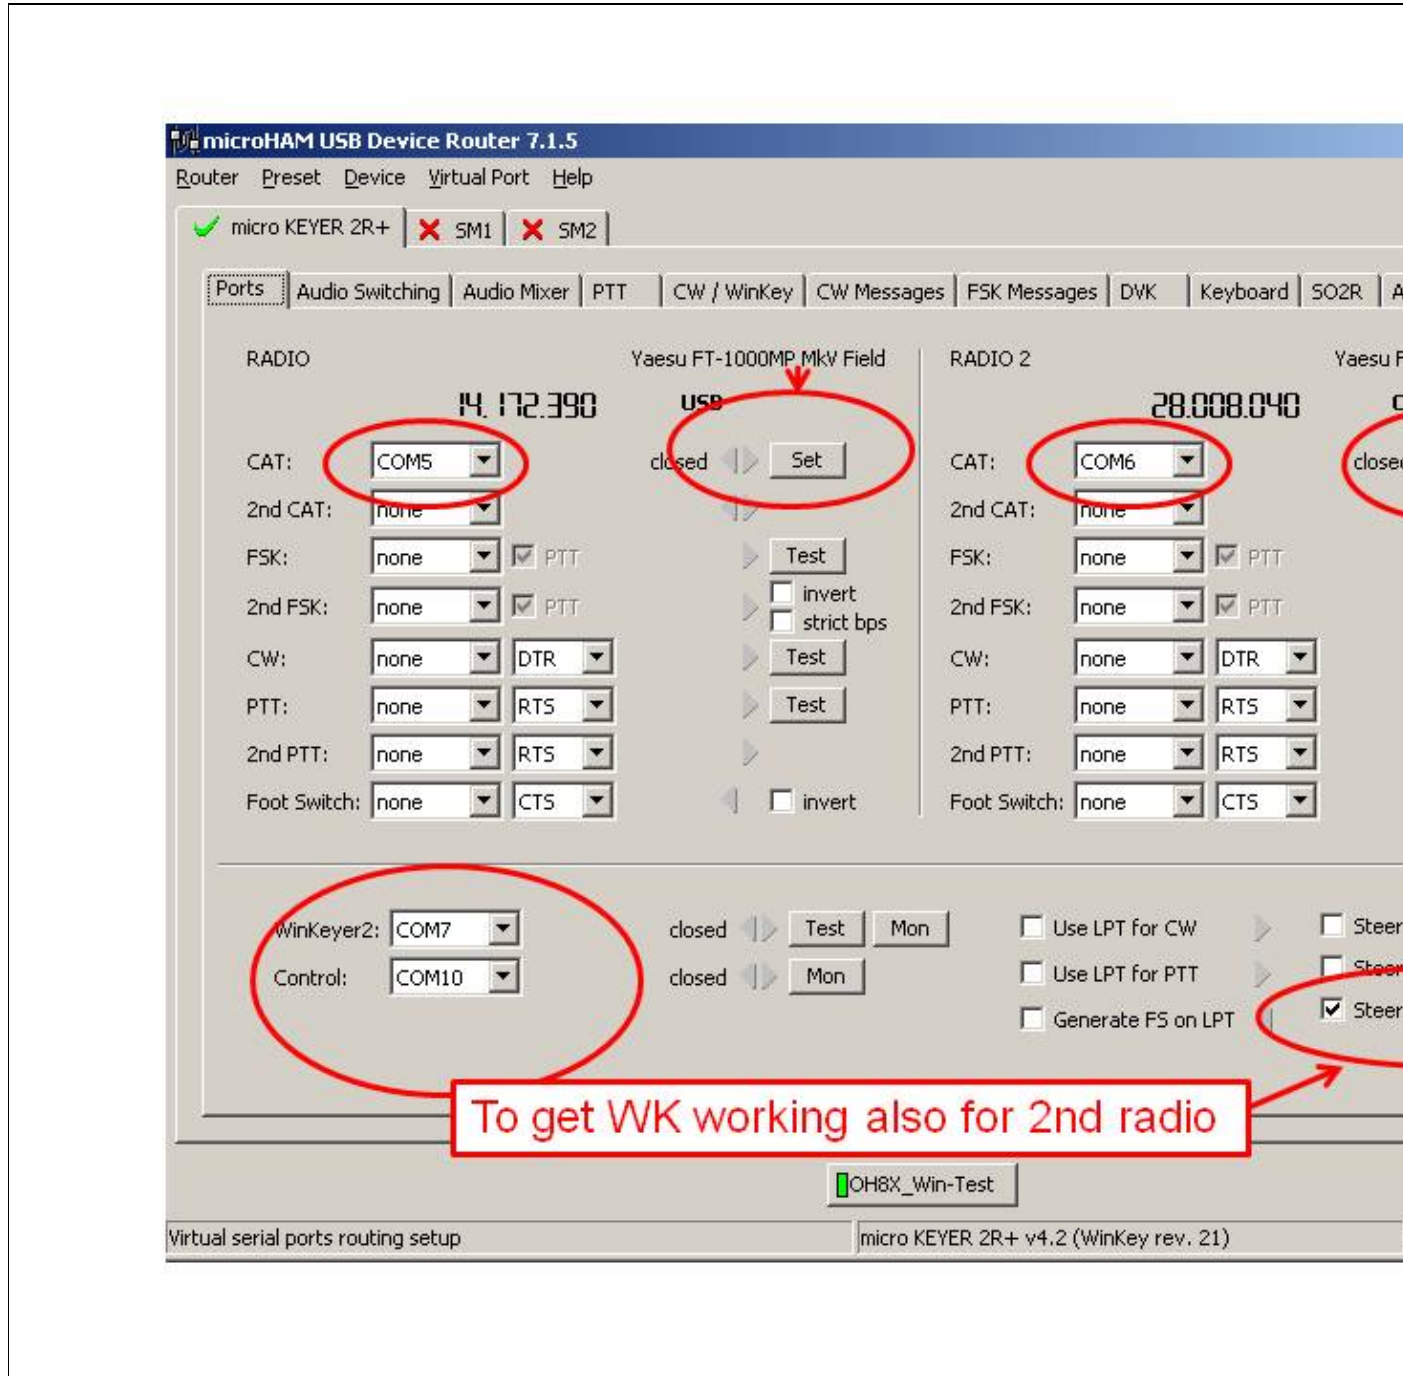 microHAM USB Device Router 7.1.5
Router Preset Device Virtual Port Help
micro KEYER 2R+ SM1 SM2
Ports Audio Switching Audio Mixer PTT CW / WinKey CW Messages FSK Messages DVK Keyboard SO2R
RADIO Yaesu FT-1000MP MkV Field RADIO 2 Yaesu
14.172.390 USB 28.008.040
CAT: COM5 closed Set CAT: COM6 closed
2nd CAT: none 2nd CAT: none
FSK: none PTT Test FSK: none PTT
2nd FSK: none PTT invert 2nd FSK: none PTT
strict bps
CW: none DTR Test CW: none DTR
PTT: none RTS Test PTT: none RTS
2nd PTT: none RTS 2nd PTT: none RTS
Foot Switch: none CTS invert Foot Switch: none CTS
WinKeyer2: COM7 closed Test Mon Use LPT for CW Steer
Control: COM10 closed Mon Use LPT for PTT Steer
Generate FS on LPT Steer
To get WK working also for 2nd radio
OH8X_Win-Test
Virtual serial ports routing setup micro KEYER 2R+ v4.2 (WinKey rev. 21)